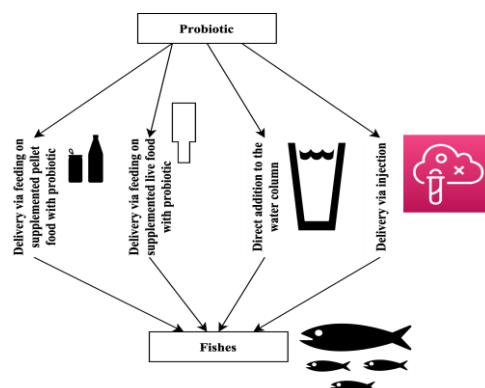 Probiotic
Delivery via feeding on
supplemented pellet
food with probiotic
Delivery via feeding on
supplemented live food
with probiotic
Direct addition to the
water column
Delivery via injection
Fishes